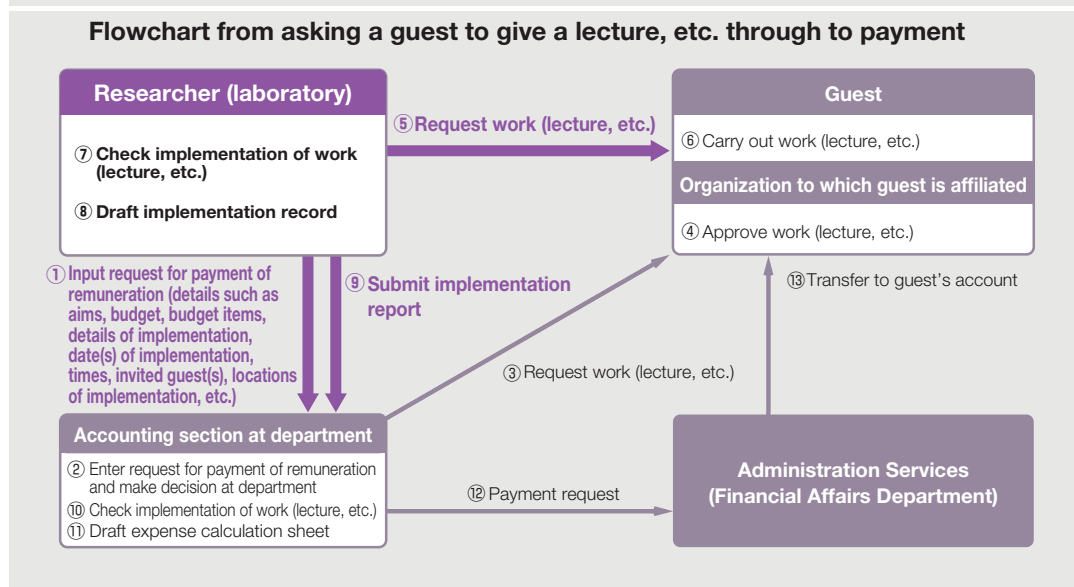 Flowchart from asking a guest to give a lecture, etc. through to payment
Researcher (laboratory)
⑦ Check implementation of work
(lecture, etc.)
⑧ Draft implementation record
⑤ Request work (lecture, etc.)
Guest
⑥ Carry out work (lecture, etc.)
Organization to which guest is affiliated
④ Approve work (lecture, etc.)
① Input request for payment of
remuneration (details such as
aims, budget, budget items,
details of implementation,
date(s) of implementation,
times, invited guest(s), locations
of implementation, etc.)
⑨ Submit implementation
report
③ Request work (lecture, etc.)
⑬ Transfer to guest's account
Accounting section at department
② Enter request for payment of remuneration
and make decision at department
⑩ Check implementation of work (lecture, etc.)
⑪ Draft expense calculation sheet
⑫ Payment request
Administration Services
(Financial Affairs Department)